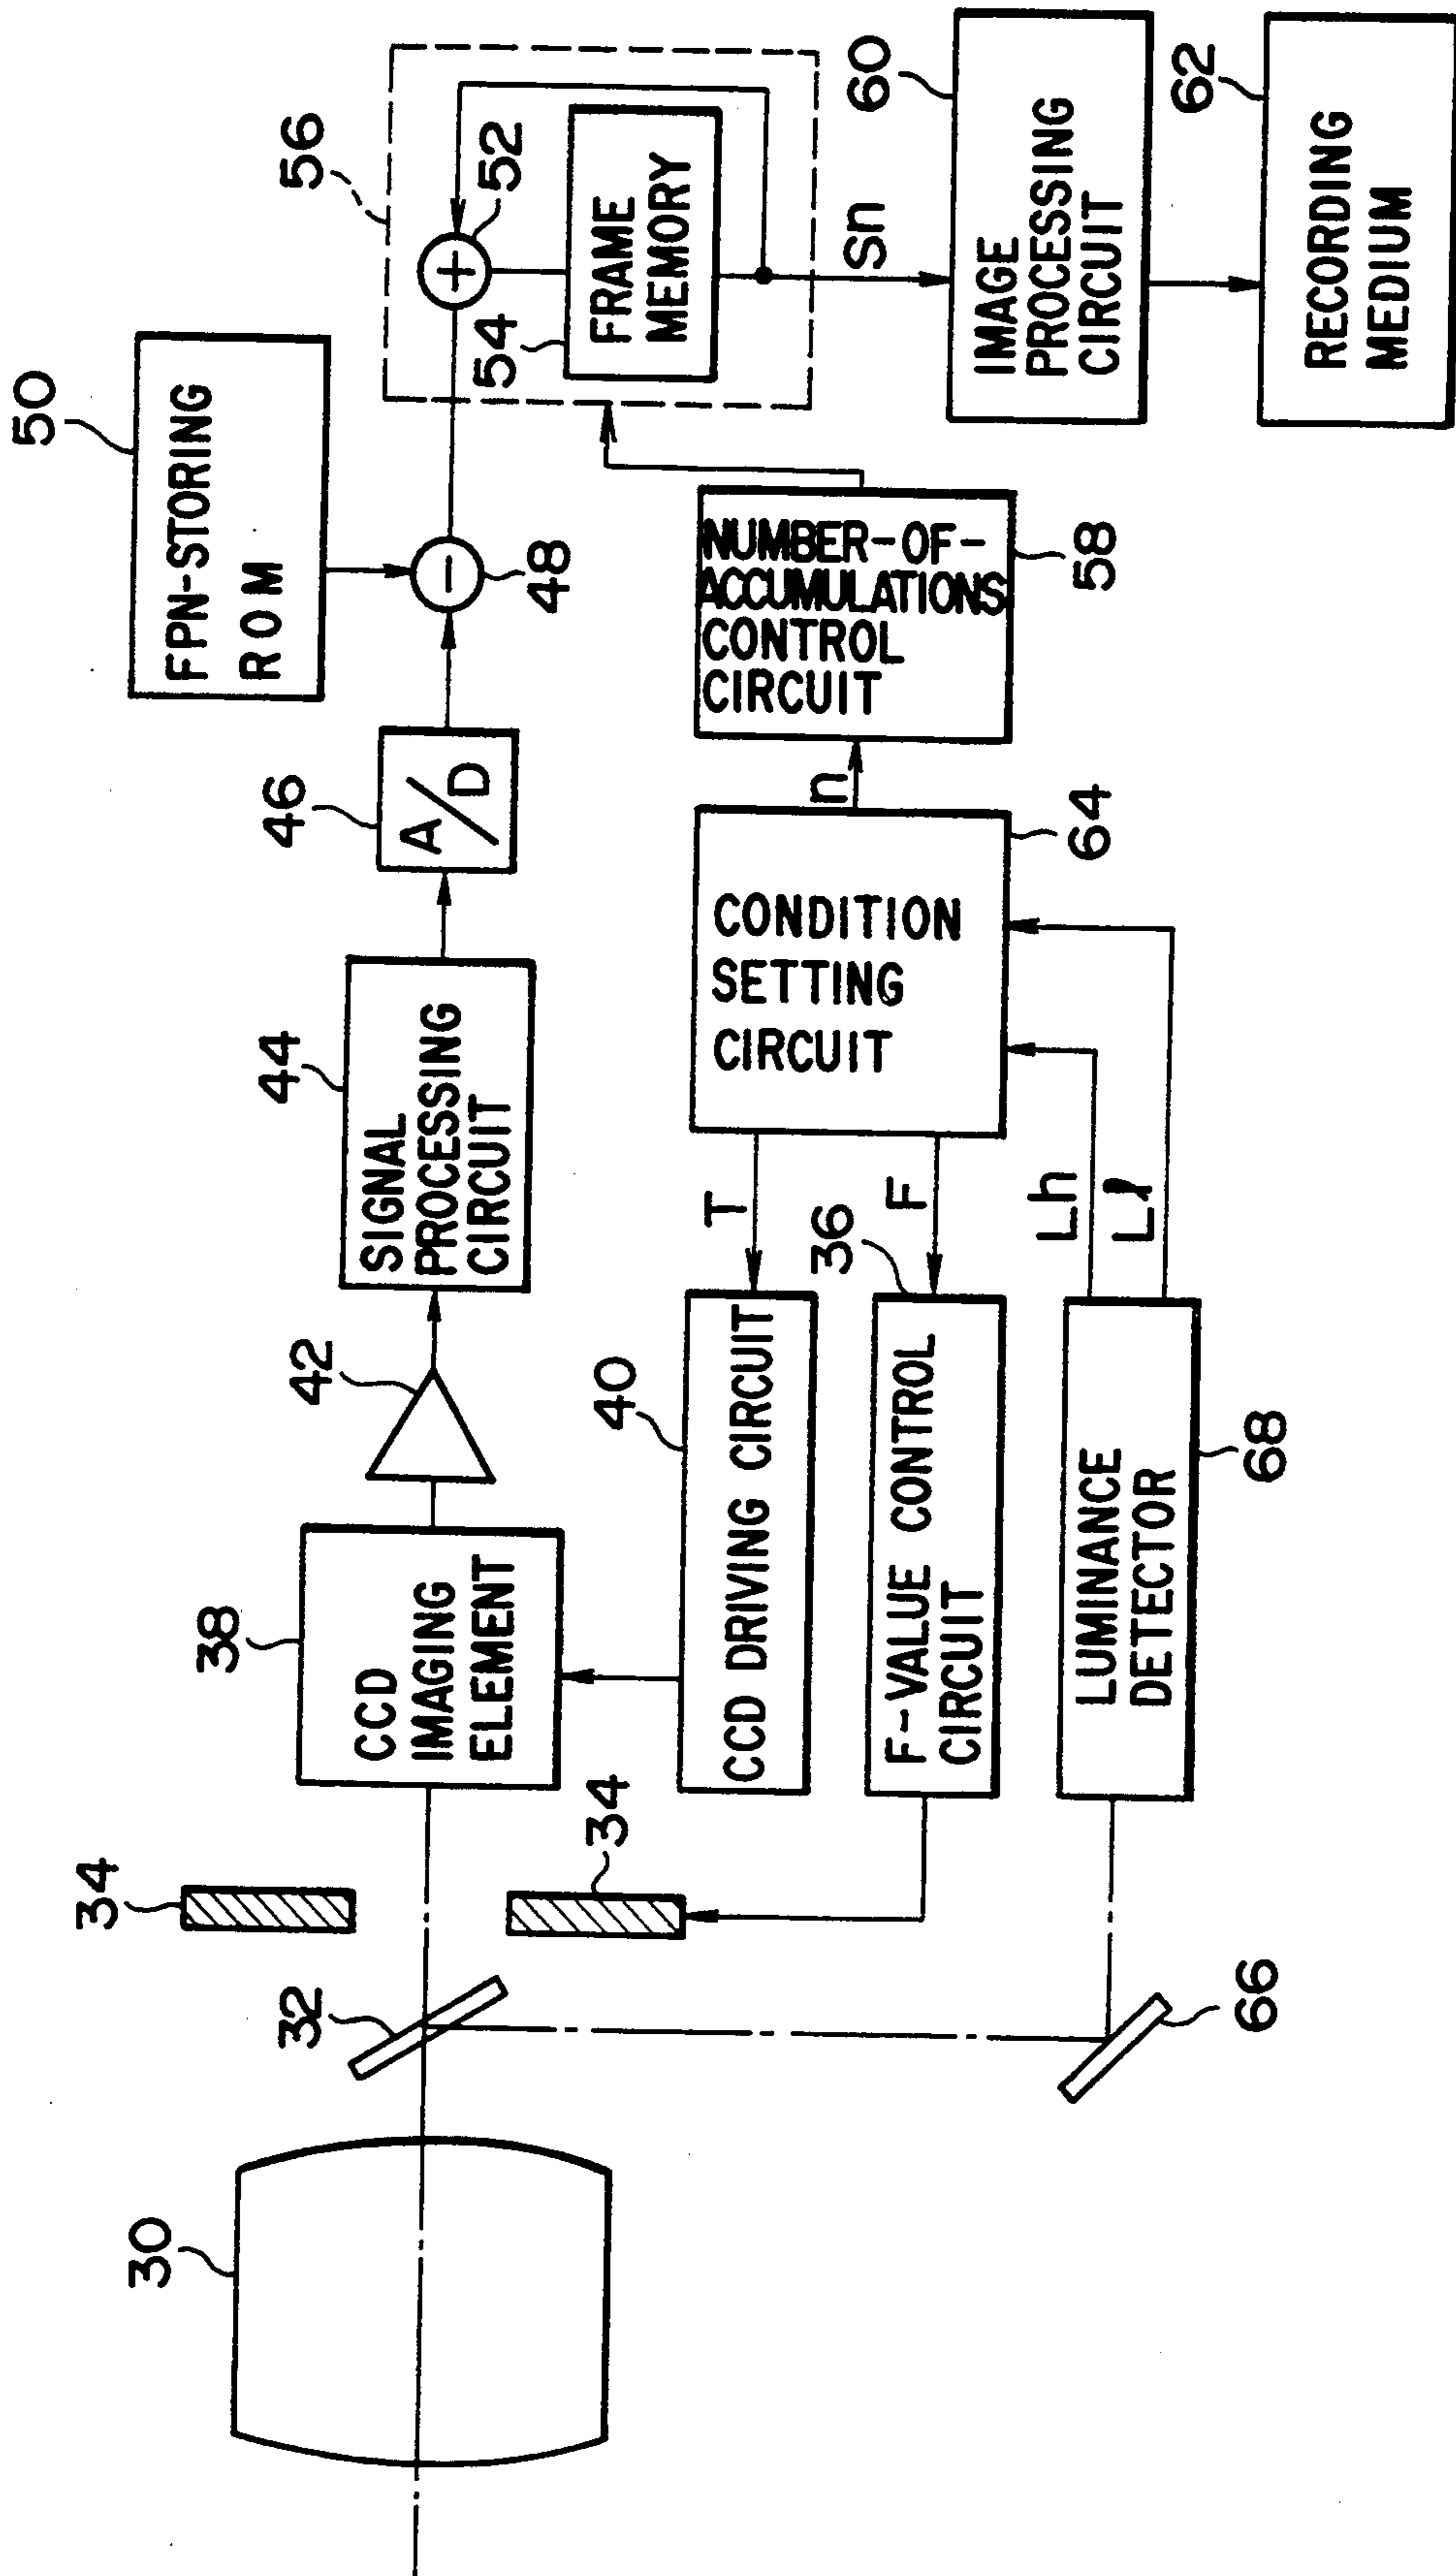 50
FPN-STORING
ROM
56
52
+
54
FRAME
MEMORY
Sn
60
IMAGE
PROCESSING
CIRCUIT
62
RECORDING
MEDIUM
48
−
46
A/D
44
SIGNAL
PROCESSING
CIRCUIT
42
38
CCD
IMAGING
ELEMENT
34
34
32
30
NUMBER-OF-
ACCUMULATIONS
CONTROL
CIRCUIT
58
n
64
CONDITION
SETTING
CIRCUIT
T
F
Lh
Ll
40
CCD DRIVING CIRCUIT
36
F-VALUE CONTROL
CIRCUIT
LUMINANCE
DETECTOR
68
66